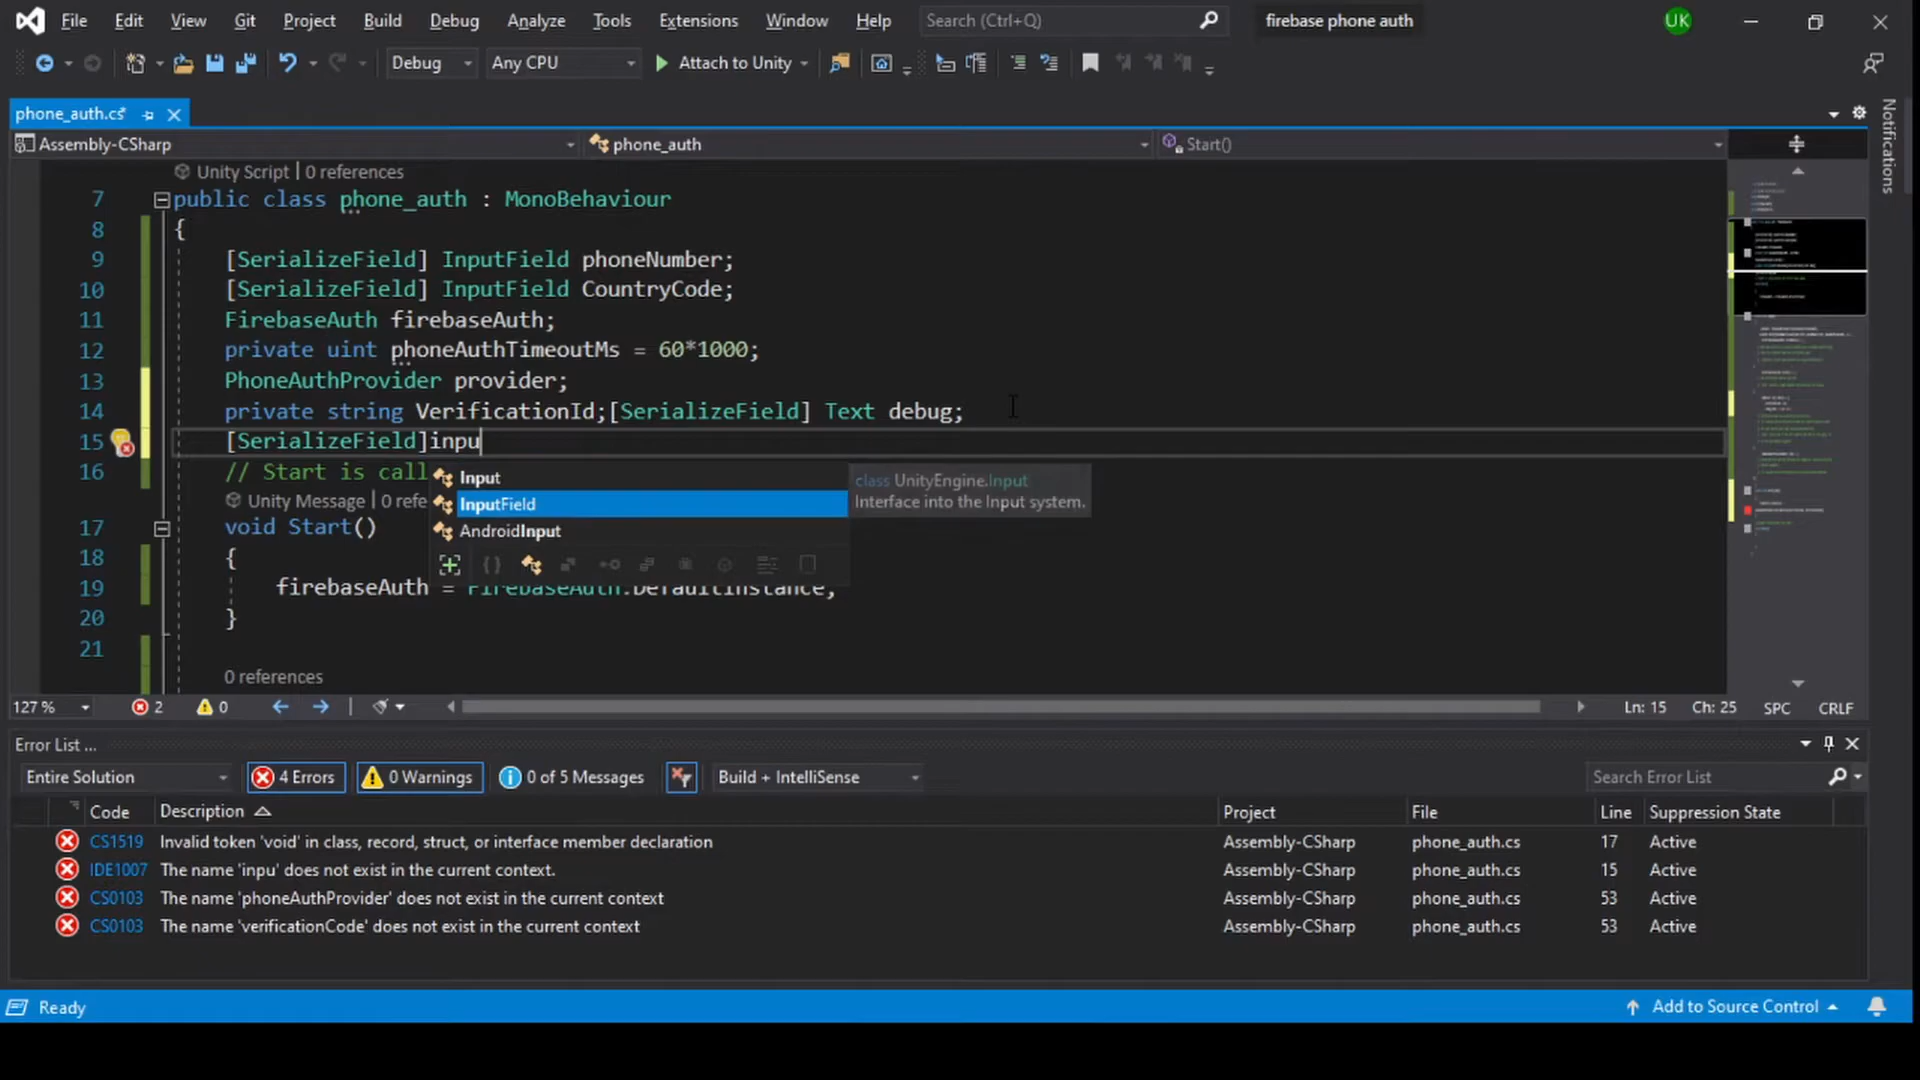 File Edit View Git Project Build Debug Analyze Tools Extensions Window Help Search (Ctrl+Q) firebase phone auth UK
Debug Any CPU Attach to Unity
phone_auth.cs*
Notifications
Assembly-CSharp phone_auth Start()
Unity Script | 0 references
7 public class phone_auth : MonoBehaviour
8 {
9 [SerializeField] InputField phoneNumber;
10 [SerializeField] InputField CountryCode;
11 FirebaseAuth firebaseAuth;
12 private uint phoneAuthTimeoutMs = 60*1000;
13 PhoneAuthProvider provider;
14 private string VerificationId;[SerializeField] Text debug;
15 [SerializeField]inpu
16 // Start is call
Input
class UnityEngine.Input
Unity Message | 0 refe
InputField
Interface into the Input system.
17 void Start()
AndroidInput
18 {
19 firebaseAuth = FirebaseAuth.DefaultInstance;
20 }
21
0 references
127 % 2 0 Ln: 15 Ch: 25 SPC CRLF
Error List ...
Entire Solution 4 Errors 0 Warnings 0 of 5 Messages Build + IntelliSense Search Error List
Code Description Project File Line Suppression State
CS1519 Invalid token 'void' in class, record, struct, or interface member declaration Assembly-CSharp phone_auth.cs 17 Active
IDE1007 The name 'inpu' does not exist in the current context. Assembly-CSharp phone_auth.cs 15 Active
CS0103 The name 'phoneAuthProvider' does not exist in the current context Assembly-CSharp phone_auth.cs 53 Active
CS0103 The name 'verificationCode' does not exist in the current context Assembly-CSharp phone_auth.cs 53 Active
Ready Add to Source Control